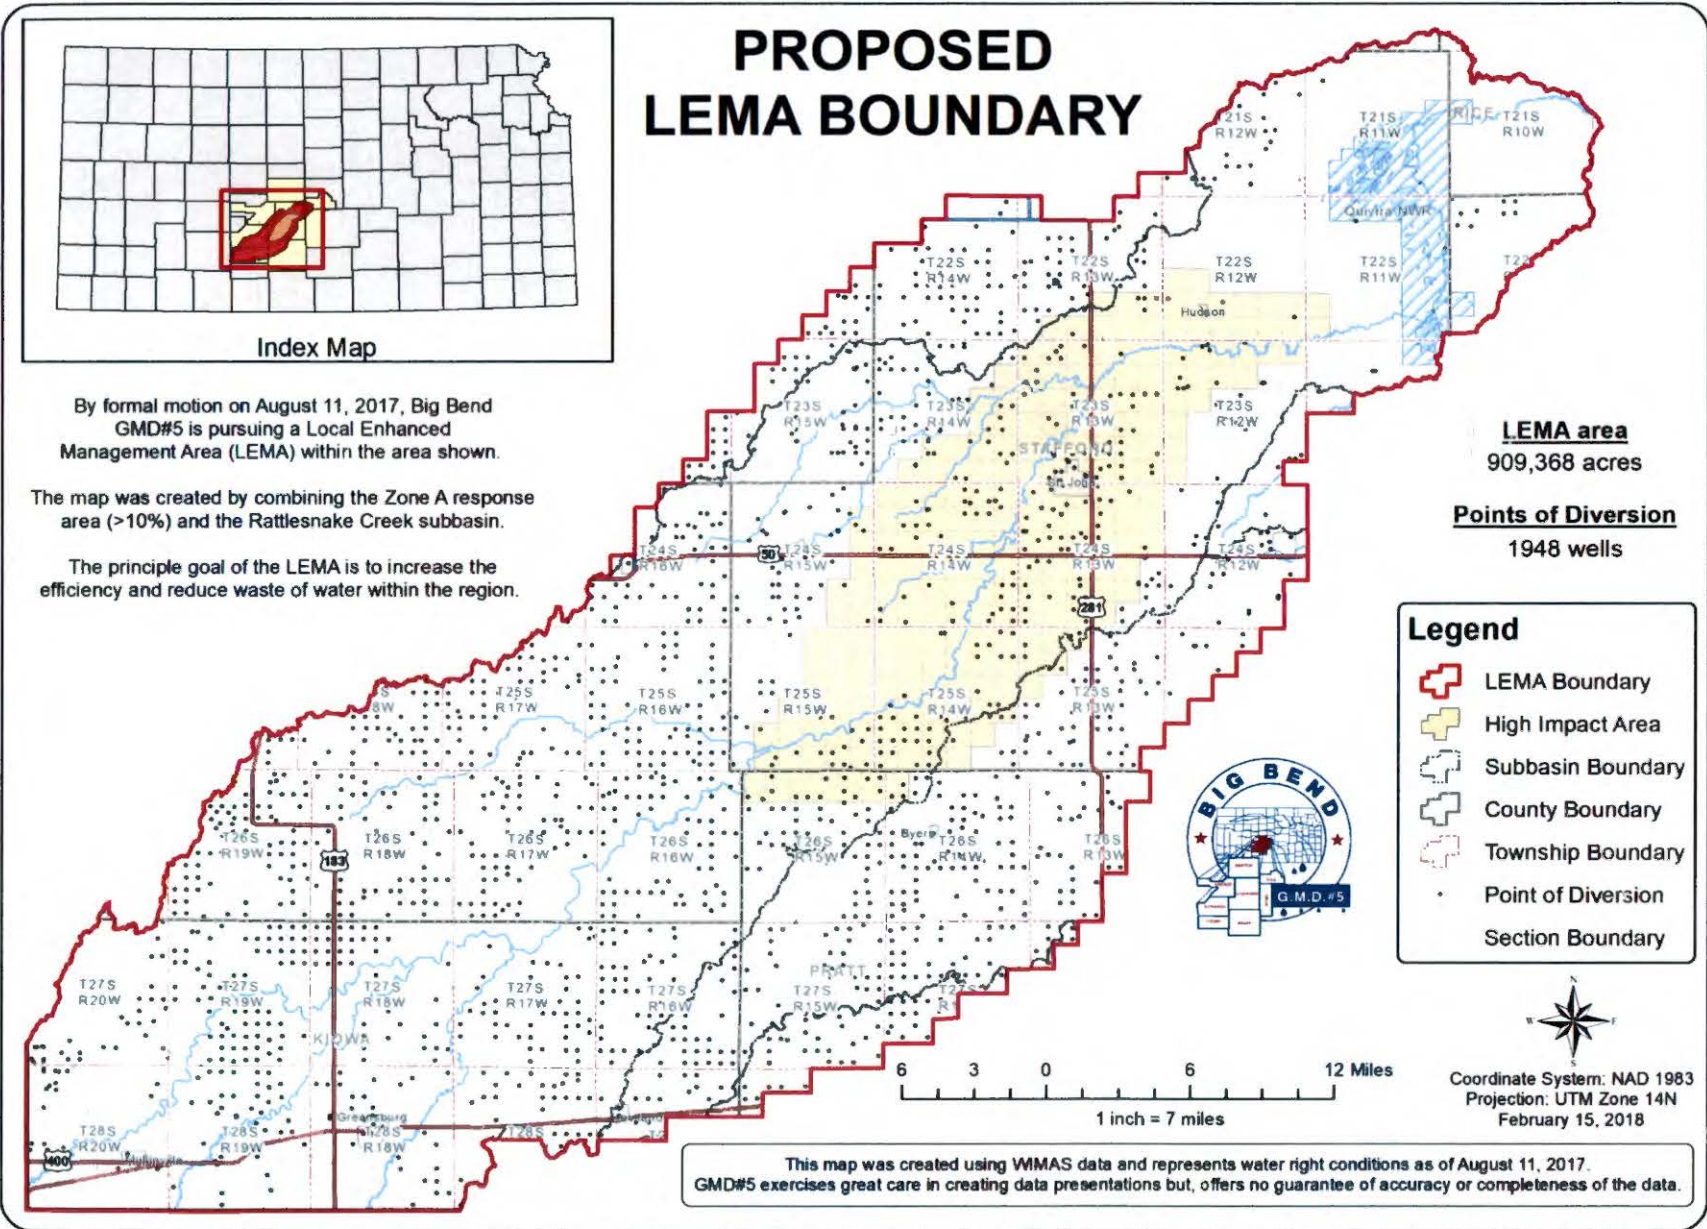 PROPOSED
LEMA BOUNDARY
Index Map
By formal motion on August 11, 2017, Big Bend
GMD#5 is pursuing a Local Enhanced
Management Area (LEMA) within the area shown.
The map was created by combining the Zone A response
area (>10%) and the Rattlesnake Creek subbasin.
The principle goal of the LEMA is to increase the
efficiency and reduce waste of water within the region.
T21S
R12W
T21S
R11W
RICE
T21S
R10W
Quivira NWR
T22S
R14W
T22S
R13W
T22S
R12W
T22S
R11W
T22
Hudson
T23S
R15W
T23S
R14W
T23S
R13W
T23S
R12W
STAFFORD
St. John
T24S
R16W
50
T24S
R15W
T24S
R14W
T24S
R13W
T24S
R12W
281
S
8W
T25S
R17W
T25S
R16W
T25S
R15W
T25S
R14W
T25S
R13W
T26S
R19W
183
T26S
R18W
T26S
R17W
T26S
R16W
T26S
R15W
Byers
T26S
R14W
T26S
R13W
T27S
R20W
T27S
R19W
T27S
R18W
T27S
R17W
T27S
R16W
PRATT
T27S
R15W
T27S
R1
KIOWA
Greensburg
T28S
R20W
T28S
R19W
T28S
R18W
T28S
T2
400
Mullinville
LEMA area
909,368 acres
Points of Diversion
1948 wells
Legend
LEMA Boundary
High Impact Area
Subbasin Boundary
County Boundary
Township Boundary
Point of Diversion
Section Boundary
BIG BEND
G.M.D.#5
N
W
S
6 3 0 6 12 Miles
1 inch = 7 miles
Coordinate System: NAD 1983
Projection: UTM Zone 14N
February 15, 2018
This map was created using WIMAS data and represents water right conditions as of August 11, 2017.
GMD#5 exercises great care in creating data presentations but, offers no guarantee of accuracy or completeness of the data.